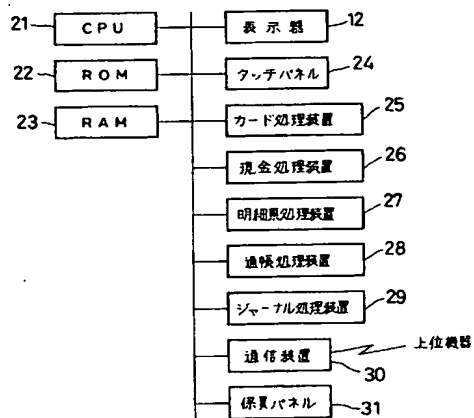 21 CPU 表示器 12
22 ROM タッチパネル 24
23 RAM カード処理装置 25
現金処理装置 26
明細票処理装置 27
通帳処理装置 28
ジャーナル処理装置 29
通信装置 30 上位機器
係員パネル 31